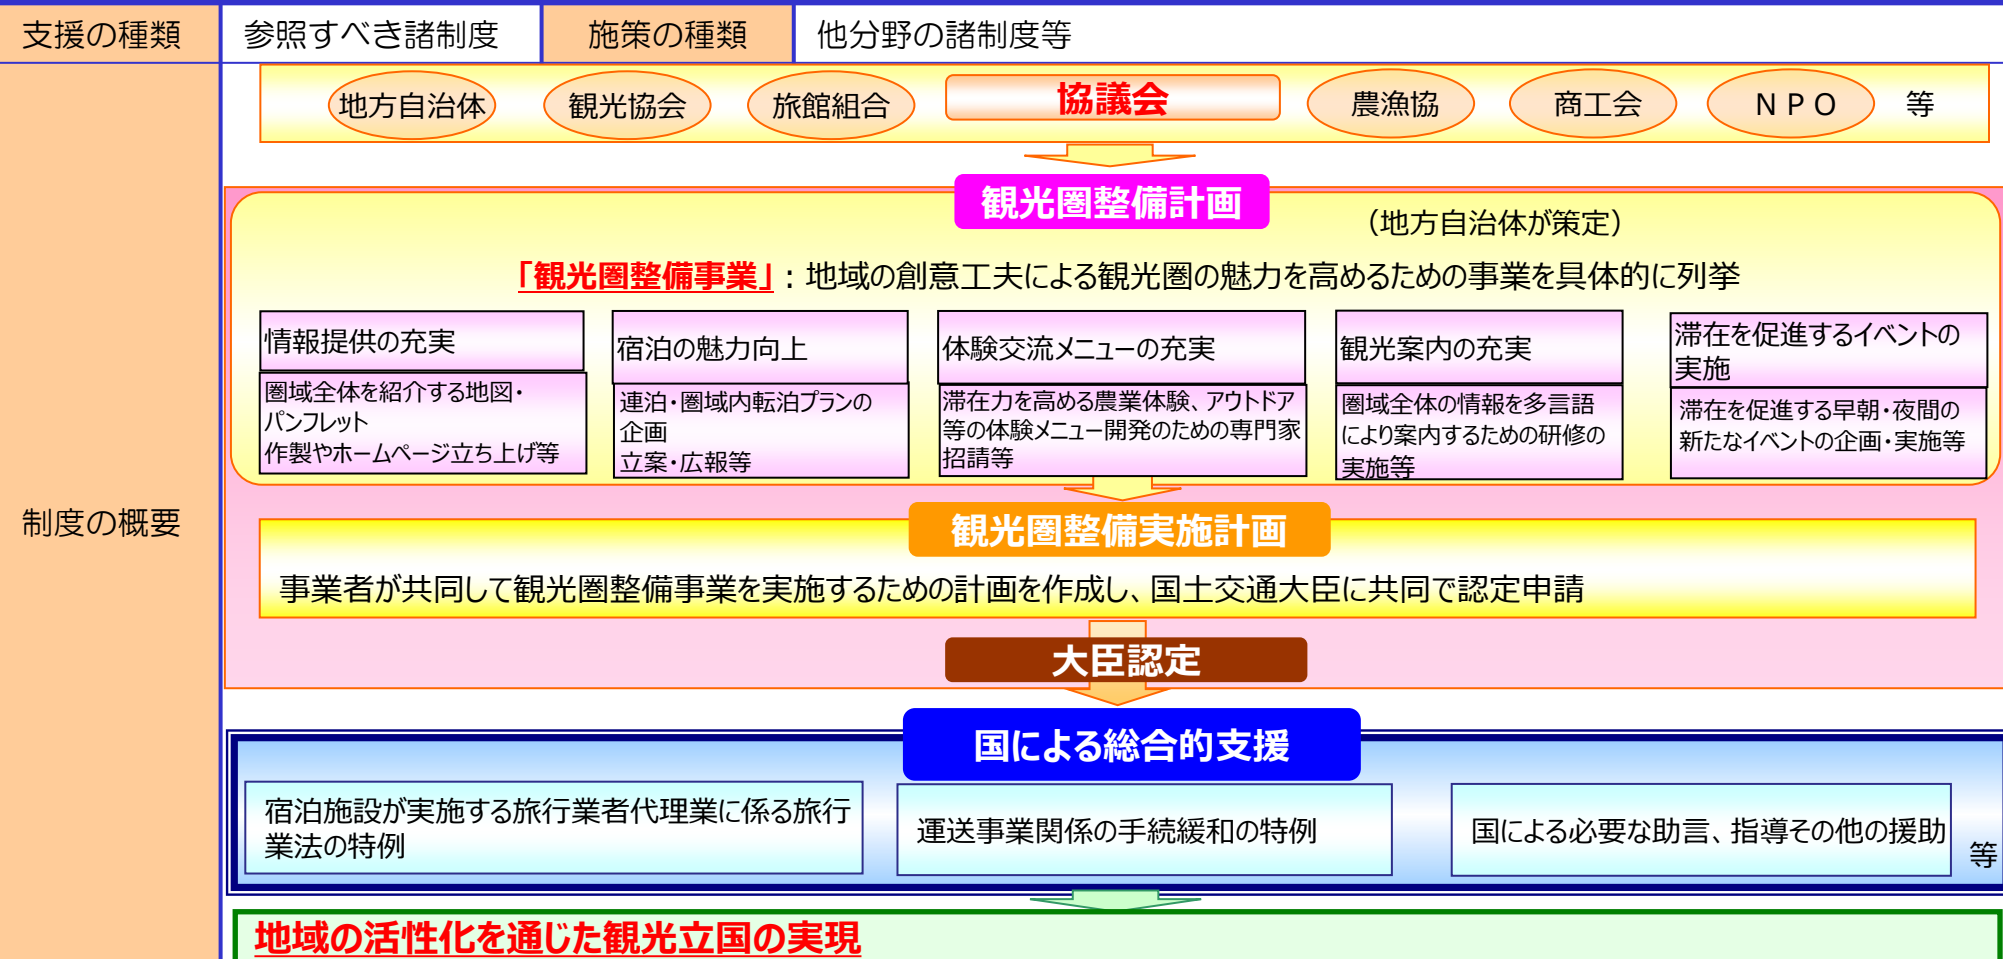 支援の種類
参照すべき諸制度
施策の種類
他分野の諸制度等
地方自治体
観光協会
旅館組合
協議会
農漁協
商工会
ＮＰＯ
等
制度の概要
観光圏整備計画
（地方自治体が策定）
「観光圏整備事業」：地域の創意工夫による観光圏の魅力を高めるための事業を具体的に列挙
情報提供の充実
圏域全体を紹介する地図・
パンフレット
作製やホームページ立ち上げ等
宿泊の魅力向上
連泊・圏域内転泊プランの
企画
立案・広報等
体験交流メニューの充実
滞在力を高める農業体験、アウトドア
等の体験メニュー開発のための専門家
招請等
観光案内の充実
圏域全体の情報を多言語
により案内するための研修の
実施等
滞在を促進するイベントの
実施
滞在を促進する早朝・夜間の
新たなイベントの企画・実施等
観光圏整備実施計画
事業者が共同して観光圏整備事業を実施するための計画を作成し、国土交通大臣に共同で認定申請
大臣認定
国による総合的支援
宿泊施設が実施する旅行業者代理業に係る旅行
業法の特例
運送事業関係の手続緩和の特例
国による必要な助言、指導その他の援助
等
地域の活性化を通じた観光立国の実現